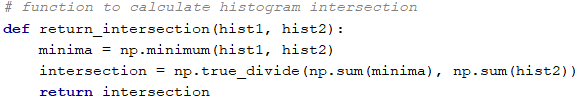 # function to calculate histogram intersection
def return_intersection(hist1, hist2):
    minima = np.minimum(hist1, hist2)
    intersection = np.true_divide(np.sum(minima), np.sum(hist2))
    return intersection